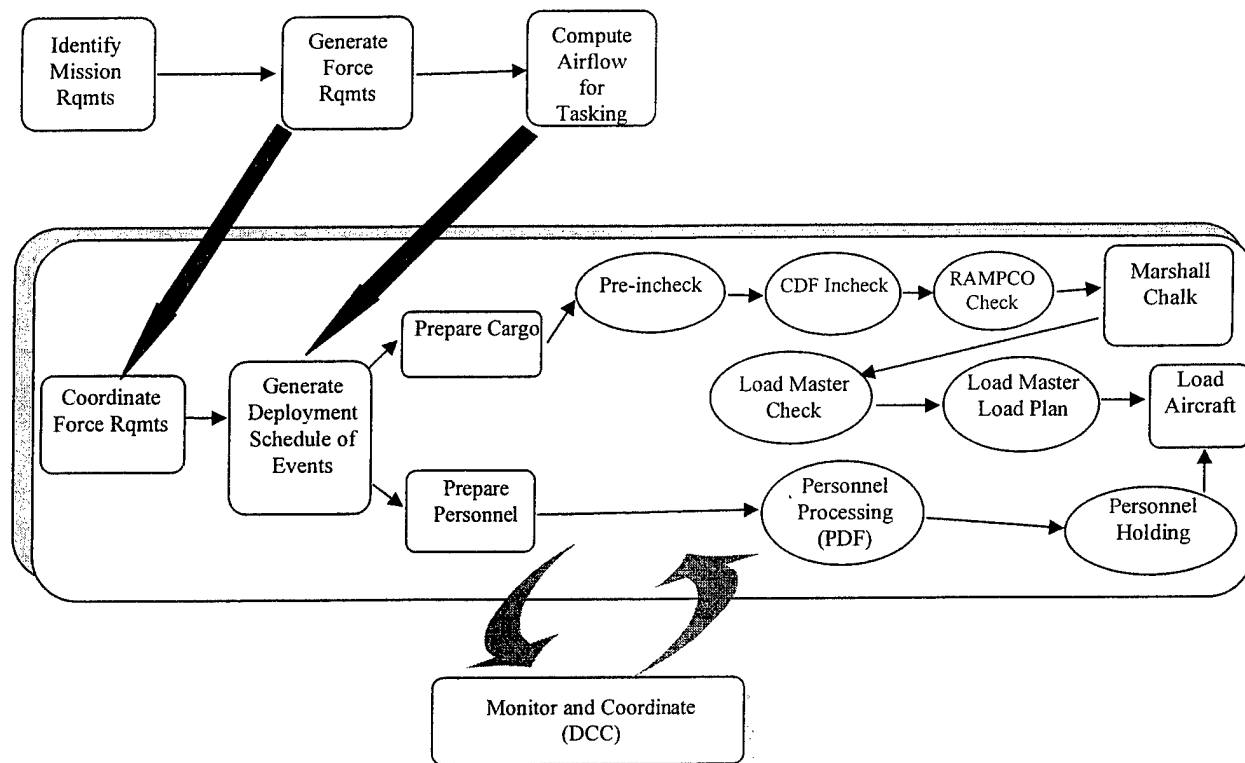 Identify
Mission
Rqmts
Generate
Force
Rqmts
Compute
Airflow
for
Tasking
Pre-incheck
CDF Incheck
RAMPCO
Check
Marshall
Chalk
Prepare Cargo
Coordinate
Force Rqmts
Generate
Deployment
Schedule of
Events
Load Master
Check
Load Master
Load Plan
Load
Aircraft
Prepare
Personnel
Personnel
Processing
(PDF)
Personnel
Holding
Monitor and Coordinate
(DCC)